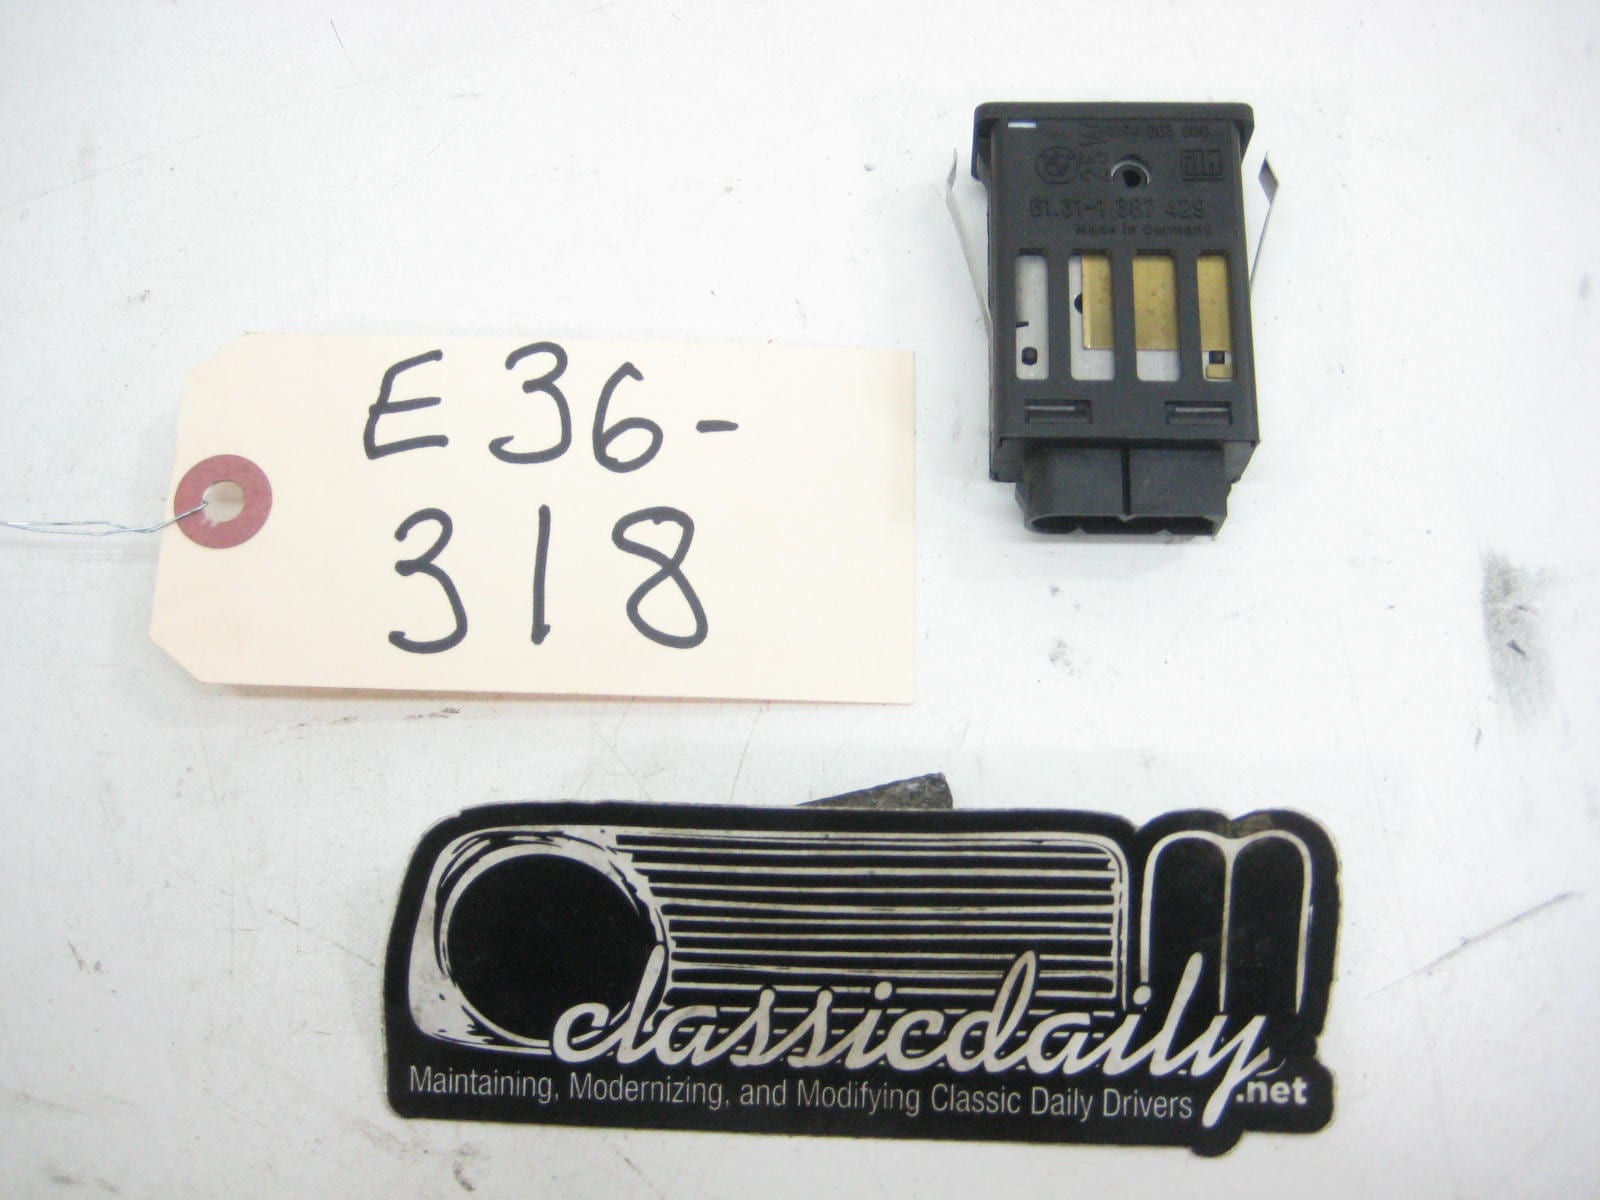 E36-
318
61.31-1 387 429
Made in Germany
classicdaily.net
Maintaining, Modernizing, and Modifying Classic Daily Drivers